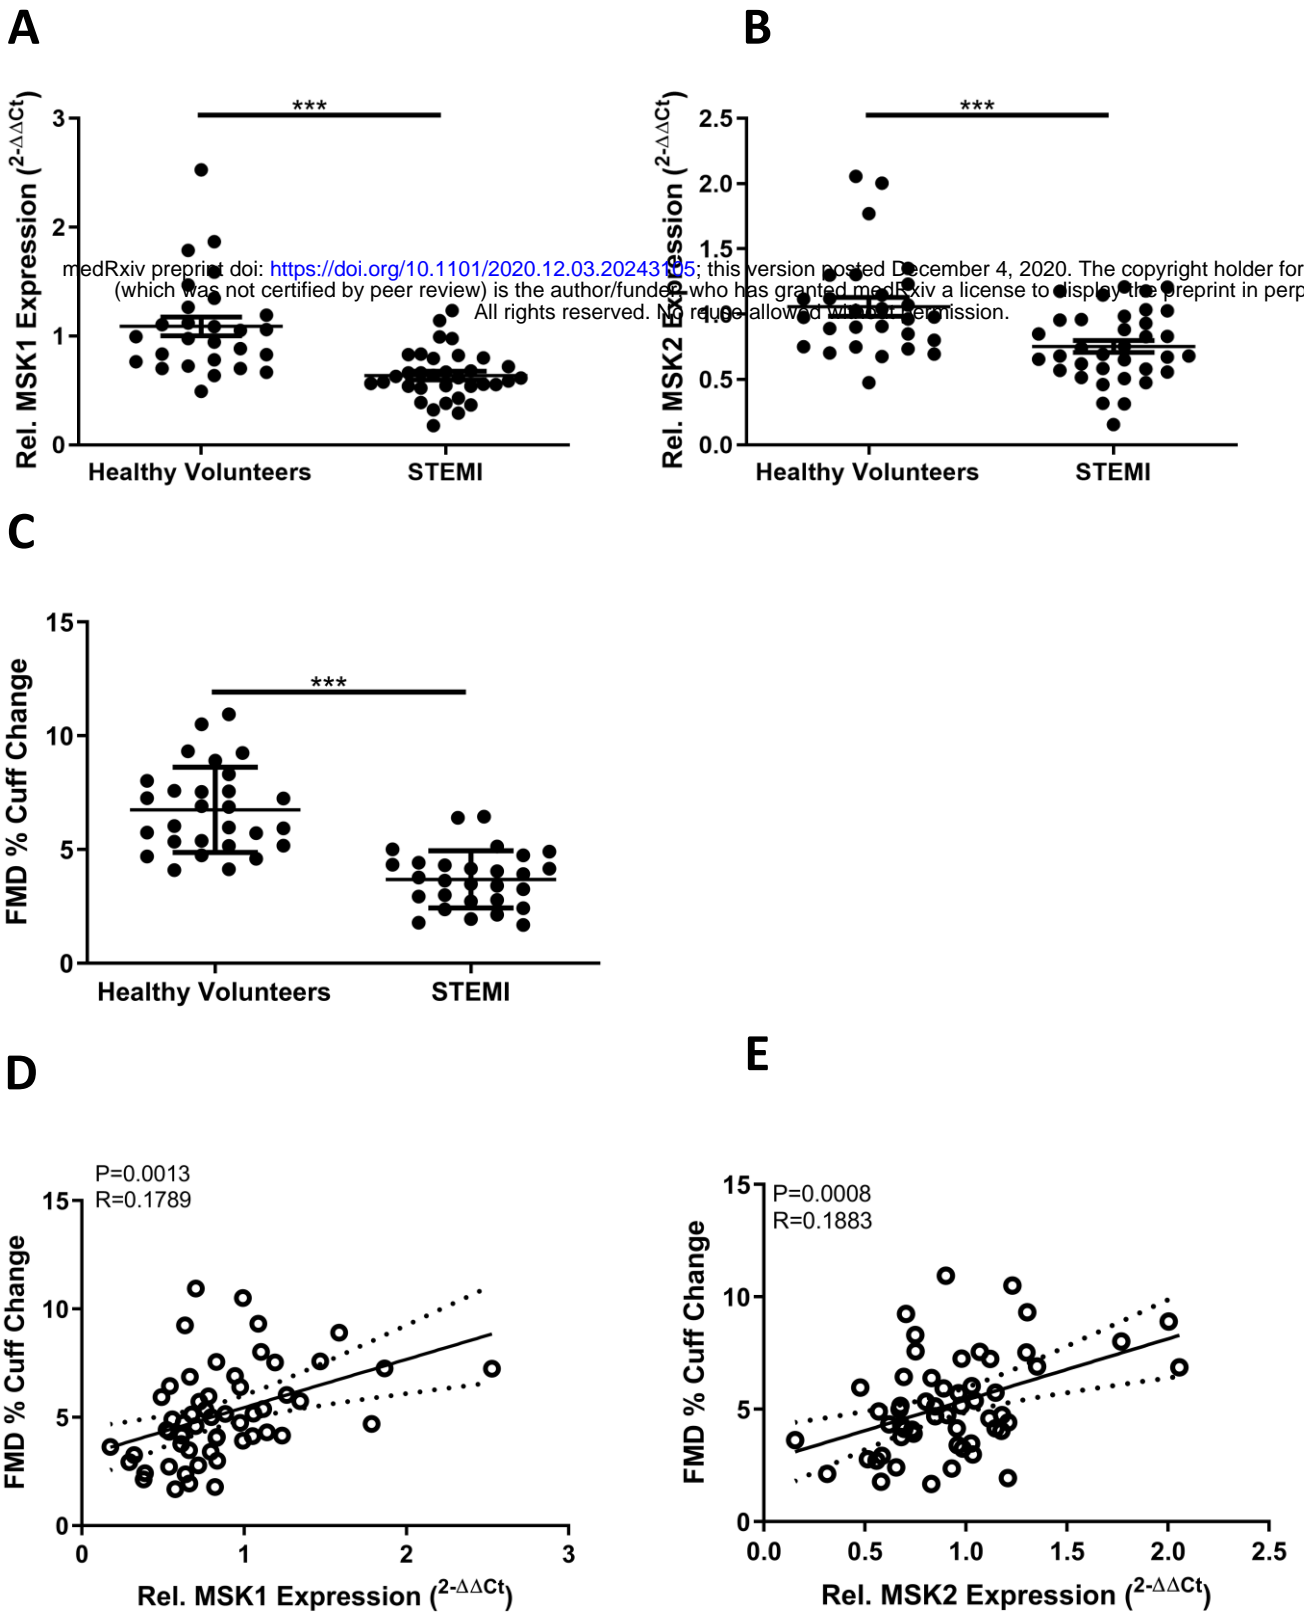 A
B
***
***
3
2
1
0
Rel. MSK1 Expression (2-ΔΔCt)
2.5
2.0
1.5
1.0
0.5
0.0
Rel. MSK2 Expression (2-ΔΔCt)
medRxiv preprint doi: https://doi.org/10.1101/2020.12.03.20243105; this version posted December 4, 2020. The copyright holder for
(which was not certified by peer review) is the author/funder, who has granted medRxiv a license to display the preprint in perp
All rights reserved. No reuse allowed without permission.
Healthy Volunteers
STEMI
Healthy Volunteers
STEMI
C
***
15
10
5
0
FMD % Cuff Change
Healthy Volunteers
STEMI
D
E
P=0.0013
R=0.1789
15
10
5
0
FMD % Cuff Change
0
1
2
3
Rel. MSK1 Expression (2-ΔΔCt)
P=0.0008
R=0.1883
15
10
5
0
FMD % Cuff Change
0.0
0.5
1.0
1.5
2.0
2.5
Rel. MSK2 Expression (2-ΔΔCt)